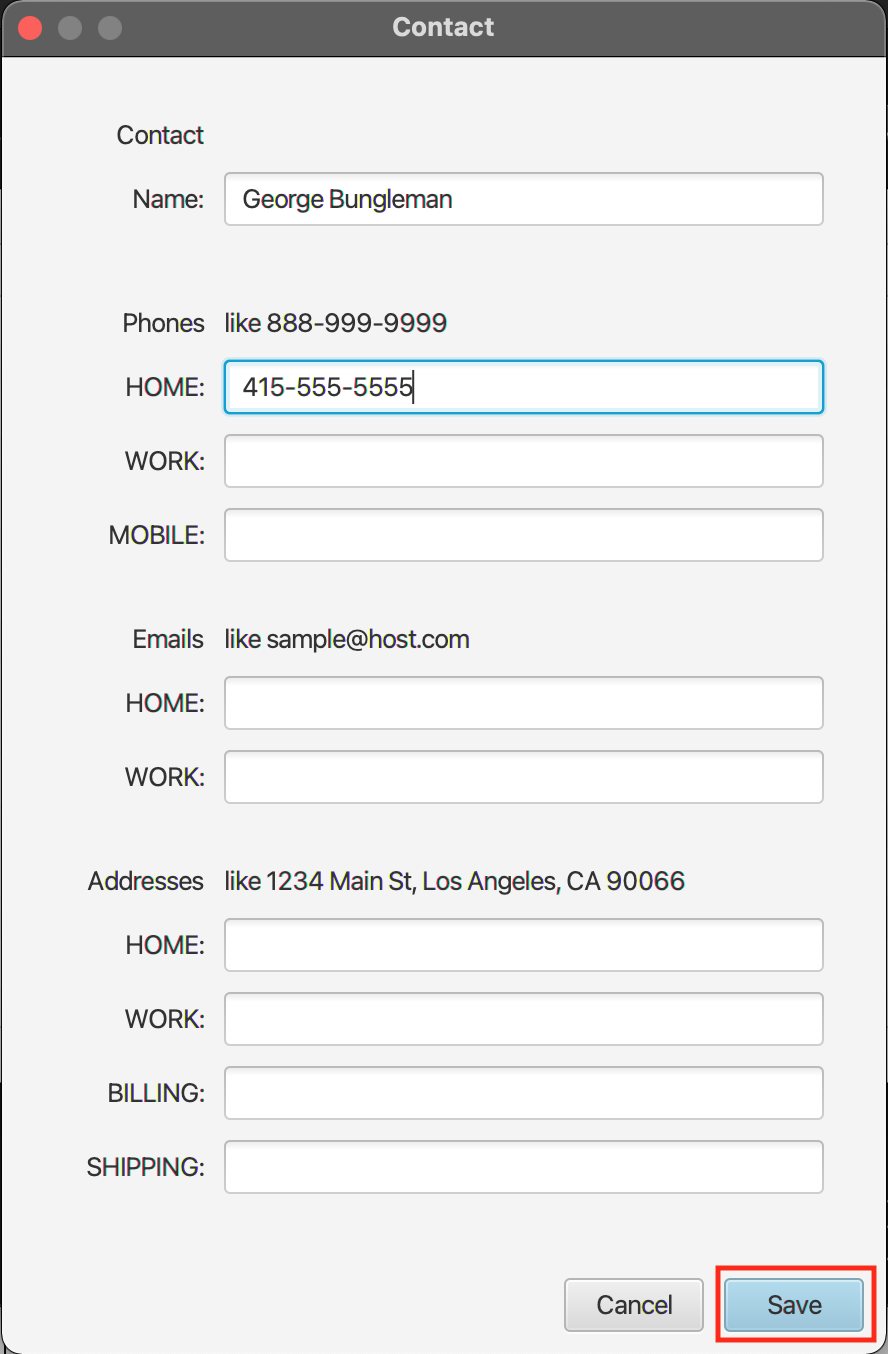 Contact
Contact
Name: George Bungleman
Phones like 888-999-9999
HOME: 415-555-5555
WORK:
MOBILE:
Emails like sample@host.com
HOME:
WORK:
Addresses like 1234 Main St, Los Angeles, CA 90066
HOME:
WORK:
BILLING:
SHIPPING:
Cancel Save